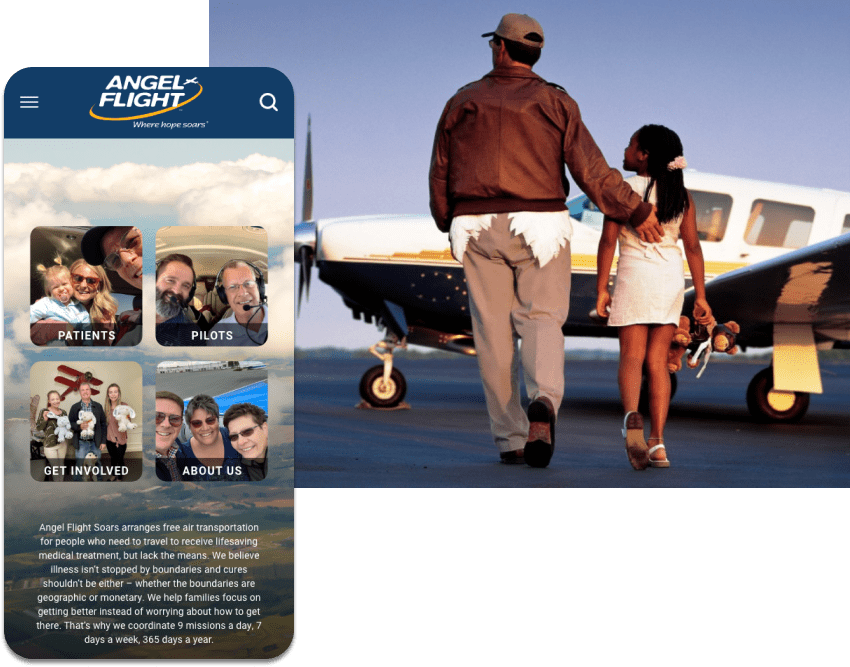 ANGEL
FLIGHT
Where hope soars
PATIENTS
PILOTS
GET INVOLVED
ABOUT US
Angel Flight Soars arranges free air transportation
for people who need to travel to receive lifesaving
medical treatment, but lack the means. We believe
illness isn't stopped by boundaries and cures
shouldn't be either – whether the boundaries are
geographic or monetary. We help families focus on
getting better instead of worrying about how to get
there. That's why we coordinate 9 missions a day, 7
days a week, 365 days a year.